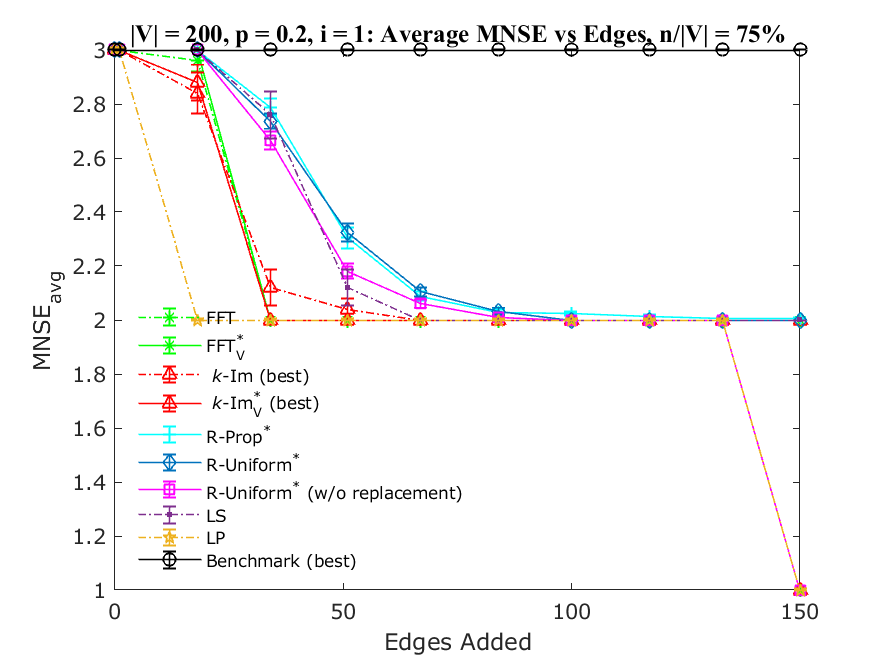 |V| = 200, p = 0.2, i = 1: Average MNSE vs Edges, n/|V| = 75%
3
2.8
2.6
2.4
2.2
2
1.8
1.6
1.4
1.2
1
MNSE_avg
FFT
FFT*_V
k-Im (best)
k-Im*_V (best)
R-Prop*
R-Uniform*
R-Uniform* (w/o replacement)
LS
LP
Benchmark (best)
0
50
100
150
Edges Added